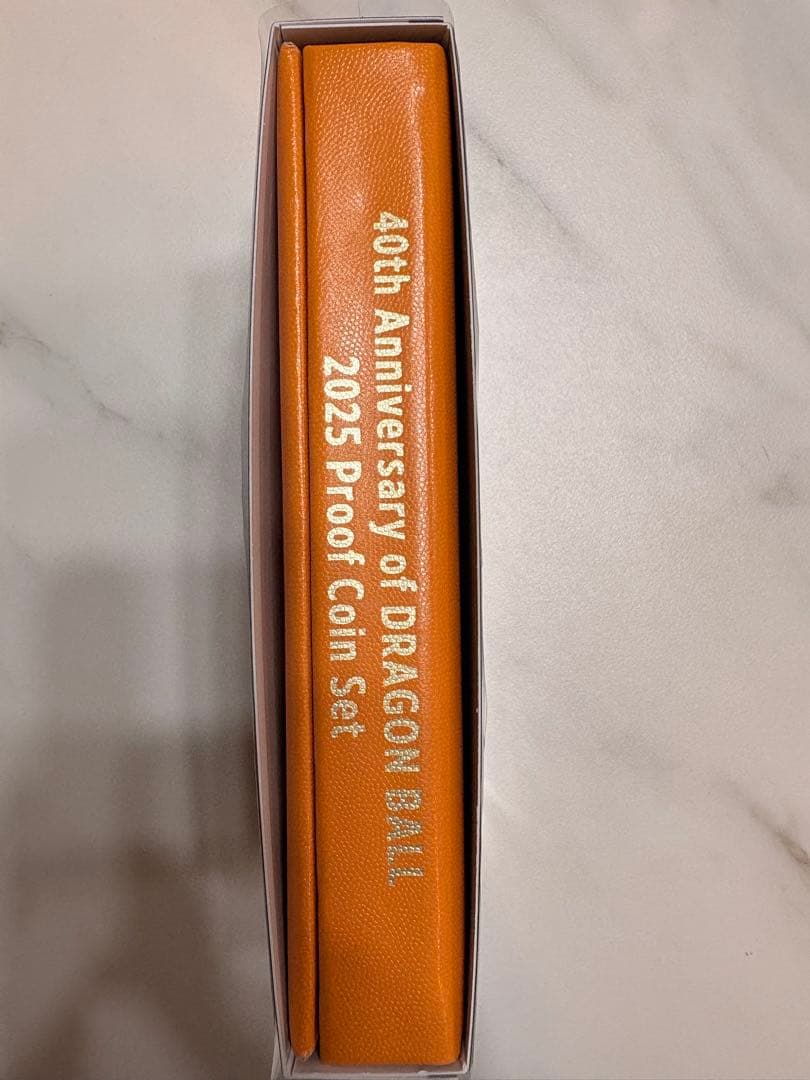 40th Anniversary of DRAGON BALL
2025 Proof Coin Set